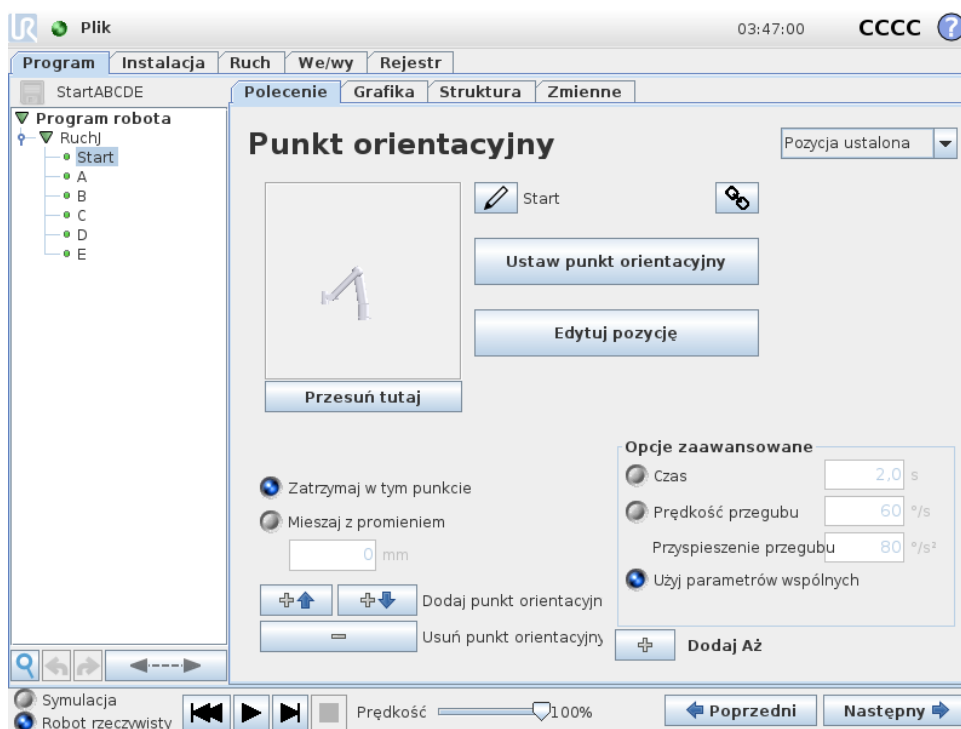 UR Plik 03:47:00 CCCC ?
Program Instalacja Ruch We/wy Rejestr
StartABCDE Polecenie Grafika Struktura Zmienne
Program robota
RuchJ
Start
A
B
C
D
E
Punkt orientacyjny Pozycja ustalona
Start
Ustaw punkt orientacyjny
Edytuj pozycję
Przesuń tutaj
Zatrzymaj w tym punkcie
Mieszaj z promieniem
0 mm
Dodaj punkt orientacyjn
Usuń punkt orientacyjny
Opcje zaawansowane
Czas 2,0 s
Prędkość przegubu 60 °/s
Przyspieszenie przegubu 80 °/s²
Użyj parametrów wspólnych
Dodaj Aż
Symulacja
Robot rzeczywisty
Prędkość 100% Poprzedni Następny